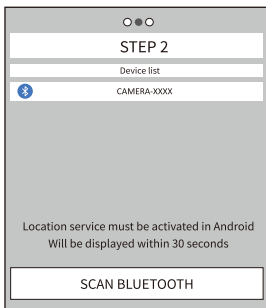 STEP 2
Device list
CAMERA-XXXX
Location service must be activated in Android
Will be displayed within 30 seconds
SCAN BLUETOOTH